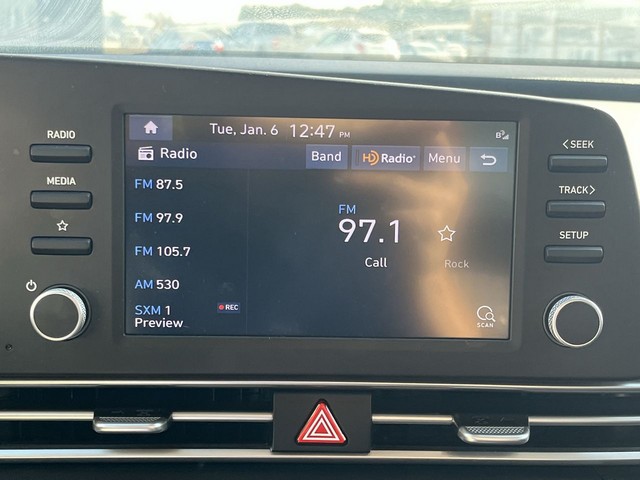 Tue, Jan. 6 12:47 PM
RADIO
MEDIA
Radio
Band
HD Radio
Menu
FM 87.5
FM 97.9
FM 105.7
AM 530
SXM 1
REC
Preview
FM
97.1
Call
Rock
SCAN
<SEEK
TRACK>
SETUP